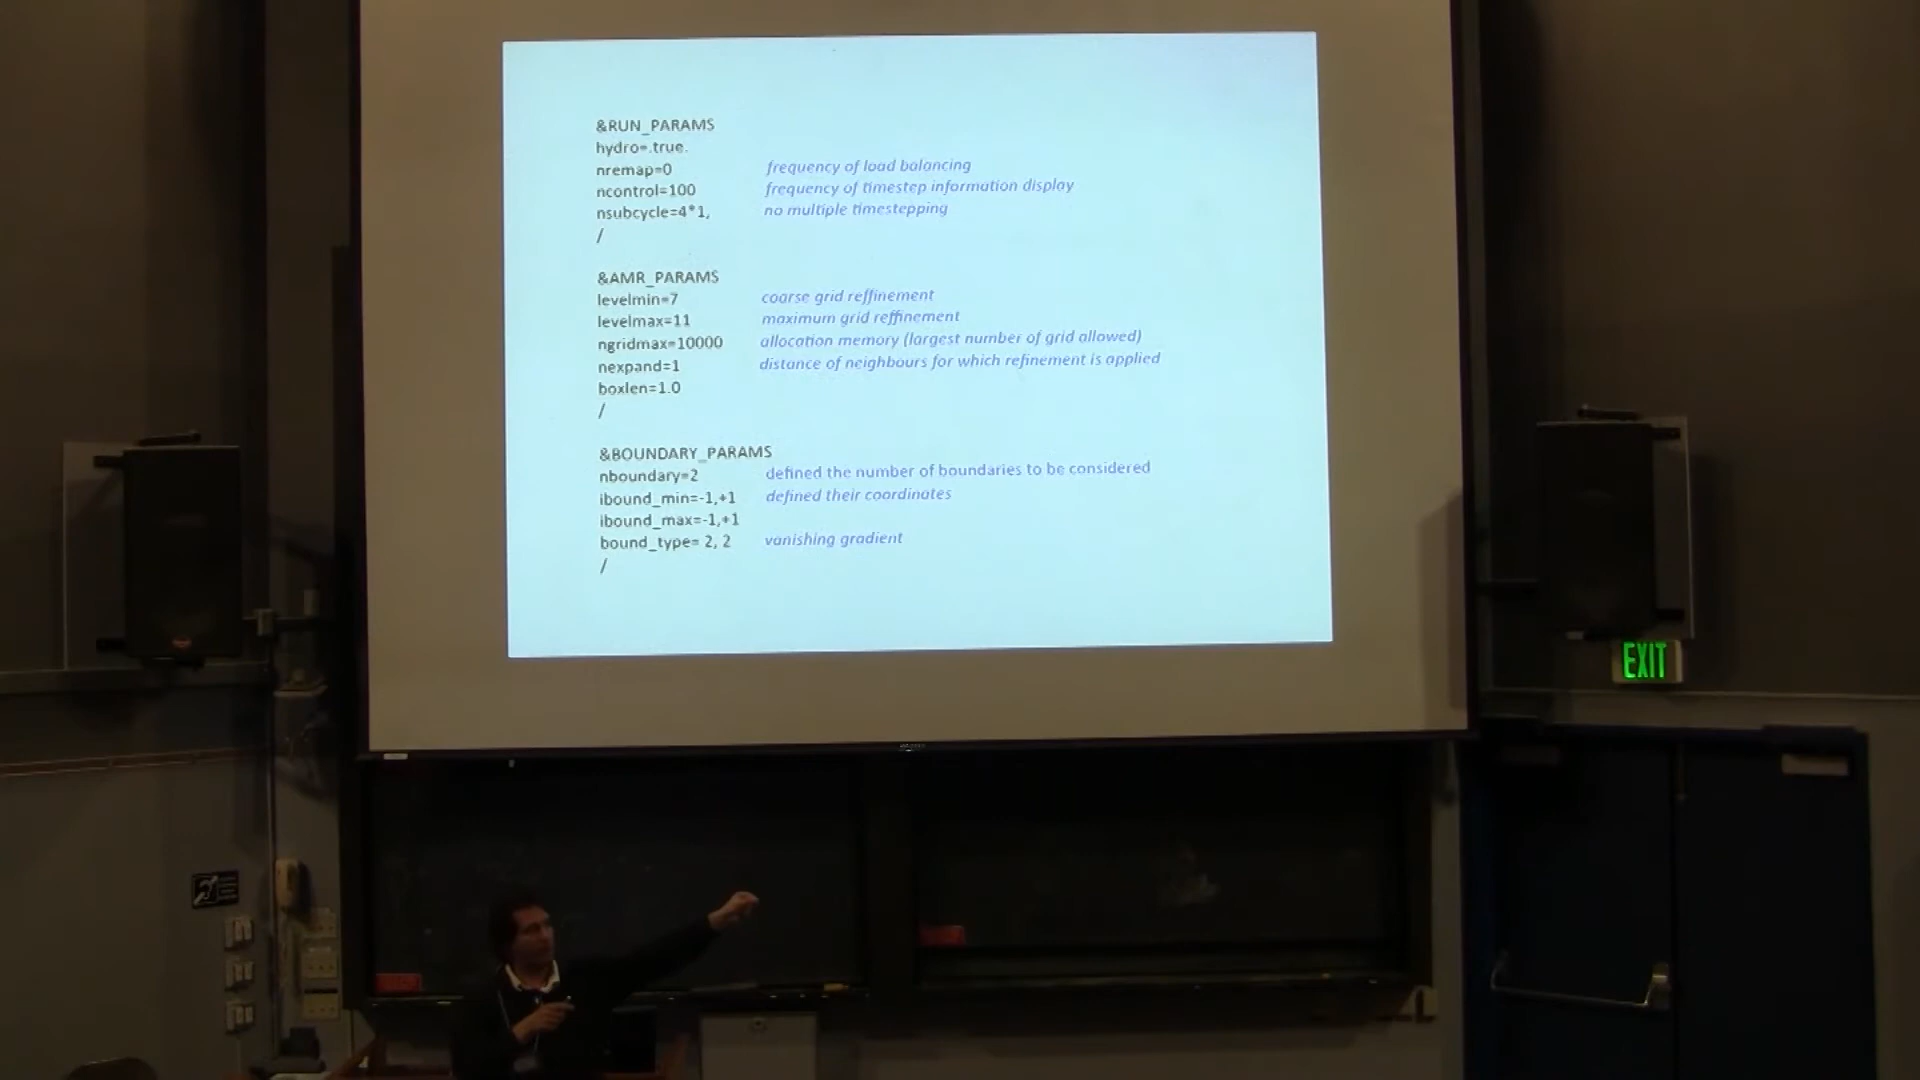 &RUN_PARAMS
hydro=.true.
nremap=0 frequency of load balancing
ncontrol=100 frequency of timestep information display
nsubcycle=4*1, no multiple timestepping
/
&AMR_PARAMS
levelmin=7 coarse grid reffinement
levelmax=11 maximum grid reffinement
ngridmax=10000 allocation memory (largest number of grid allowed)
nexpand=1 distance of neighbours for which refinement is applied
boxlen=1.0
/
&BOUNDARY_PARAMS
nboundary=2 defined the number of boundaries to be considered
ibound_min=-1,+1 defined their coordinates
ibound_max=-1,+1
bound_type= 2, 2 vanishing gradient
/
EXIT